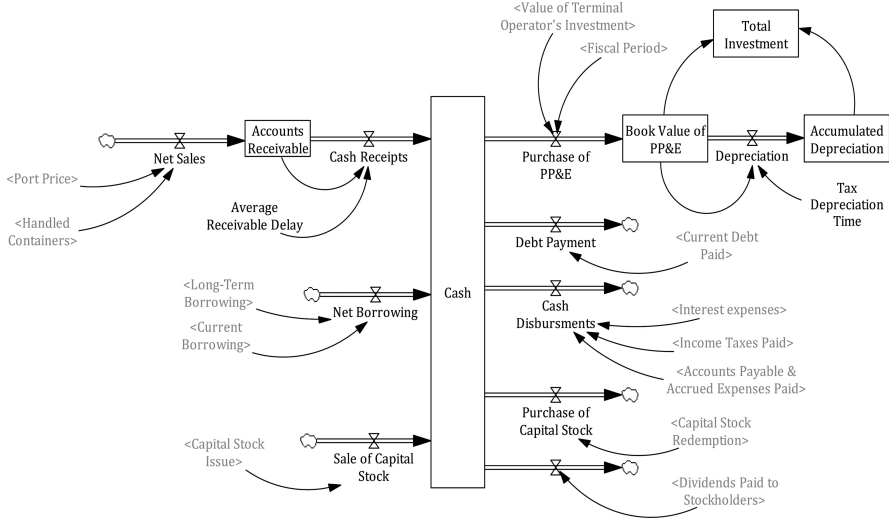 <Value of Terminal
Operator's Investment>
<Fiscal Period>
Total
Investment
Accounts
Receivable
Net Sales
Cash Receipts
<Port Price>
<Handled
Containers>
Average
Receivable Delay
Purchase of
PP&E
Book Value of
PP&E
Depreciation
Accumulated
Depreciation
Tax
Depreciation
Time
Debt Payment
<Current Debt
Paid>
<Long-Term
Borrowing>
Net Borrowing
<Current
Borrowing>
Cash
Cash
Disbursments
<Interest expenses>
<Income Taxes Paid>
<Accounts Payable &
Accrued Expenses Paid>
Purchase of
Capital Stock
<Capital Stock
Redemption>
<Capital Stock
Issue>
Sale of Capital
Stock
<Dividends Paid to
Stockholders>